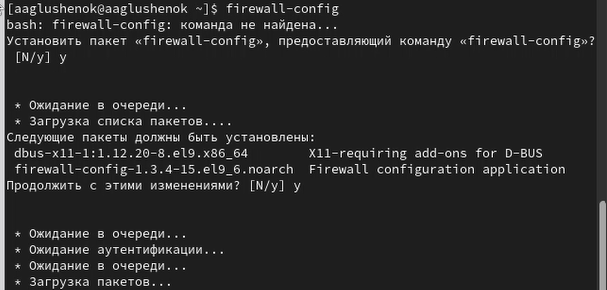 [aaglushenok@aaglushenok ~]$ firewall-config
bash: firewall-config: команда не найдена...
Установить пакет «firewall-config», предоставляющий команду «firewall-config»?
[N/y] y
* Ожидание в очереди...
* Загрузка списка пакетов....
Следующие пакеты должны быть установлены:
dbus-x11-1:1.12.20-8.el9.x86_64 X11-requiring add-ons for D-BUS
firewall-config-1.3.4-15.el9_6.noarch Firewall configuration application
Продолжить с этими изменениями? [N/y] y
* Ожидание в очереди...
* Ожидание аутентификации...
* Ожидание в очереди...
* Загрузка пакетов...